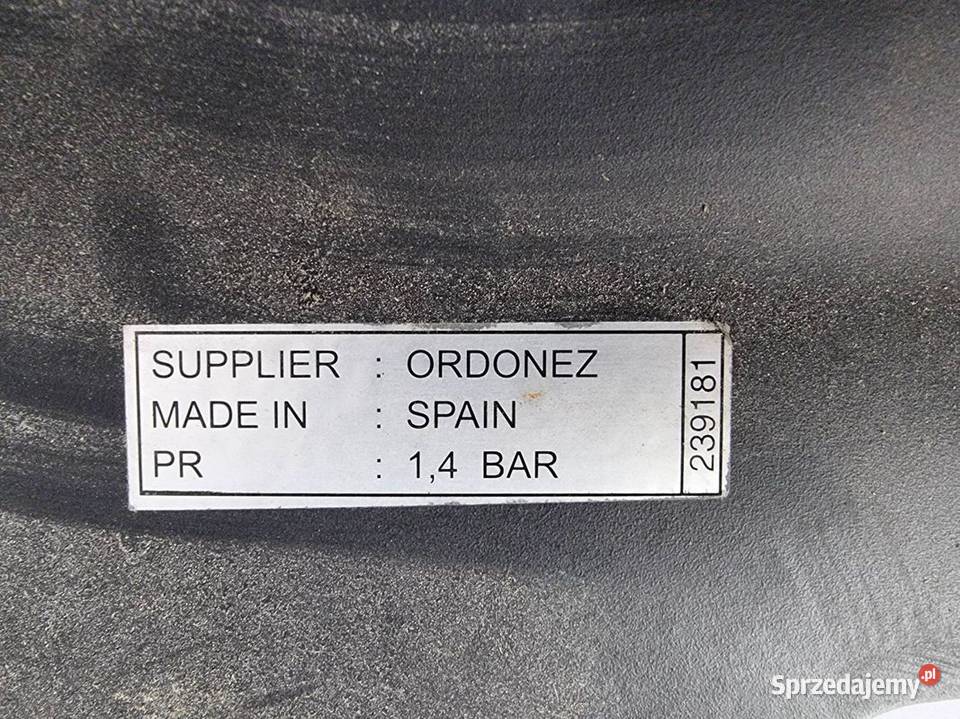 SUPPLIER : ORDONEZ
MADE IN : SPAIN
PR : 1,4 BAR
239181
Sprzedajemy.pl